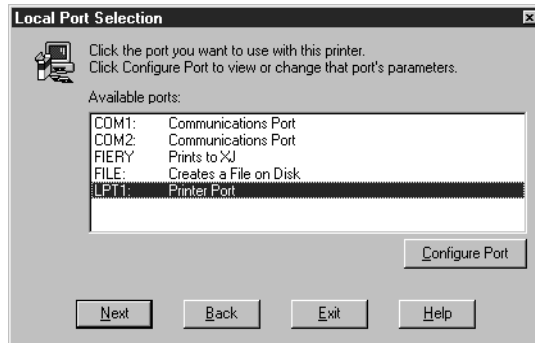 Local Port Selection
Click the port you want to use with this printer.
Click Configure Port to view or change that port's parameters.
Available ports:
COM1: Communications Port
COM2: Communications Port
FIERY Prints to XJ
FILE: Creates a File on Disk
LPT1: Printer Port
Configure Port
Next Back Exit Help